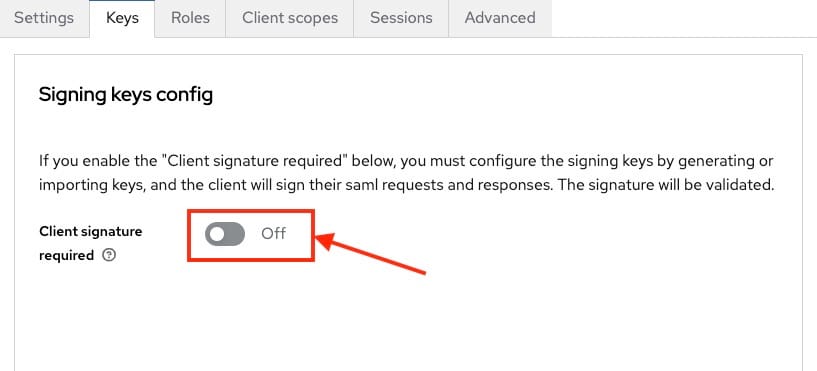 Settings Keys Roles Client scopes Sessions Advanced
Signing keys config
If you enable the "Client signature required" below, you must configure the signing keys by generating or
importing keys, and the client will sign their saml requests and responses. The signature will be validated.
Client signature
required
Off